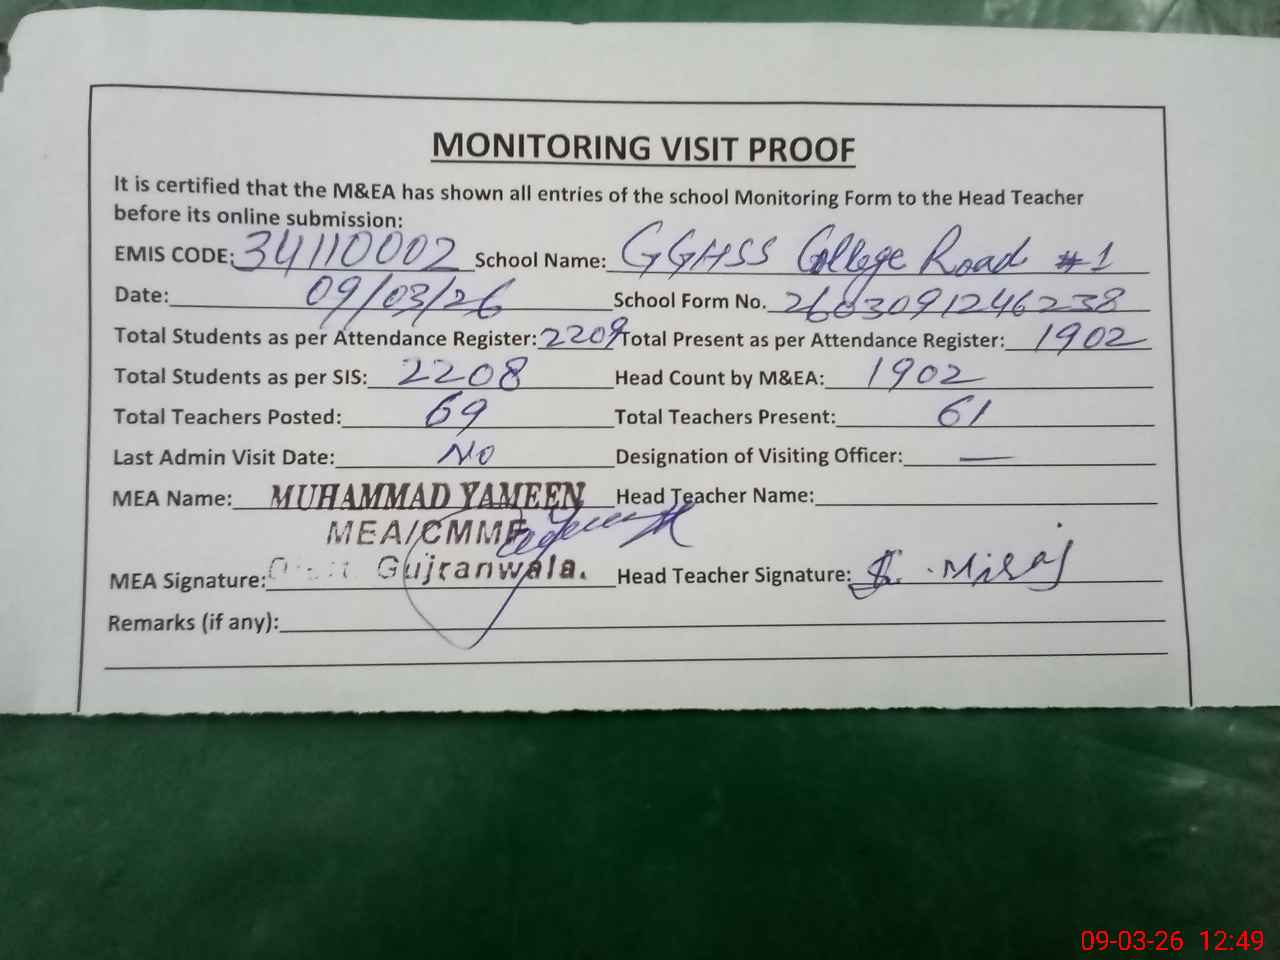 MONITORING VISIT PROOF
It is certified that the M&EA has shown all entries of the school Monitoring Form to the Head Teacher
before its online submission:
EMIS CODE: 34110002 School Name: GGHSS College Road #1
Date: 09/03/26 School Form No. 2603091246238
Total Students as per Attendance Register: 2209 Total Present as per Attendance Register: 1902
Total Students as per SIS: 2208 Head Count by M&EA: 1902
Total Teachers Posted: 69 Total Teachers Present: 61
Last Admin Visit Date: No Designation of Visiting Officer: —
MEA Name: MUHAMMAD YAMEEN Head Teacher Name:
MEA/CMMF
MEA Signature: Gujranwala. Head Teacher Signature: Miraj
Remarks (if any):
09-03-26 12:49